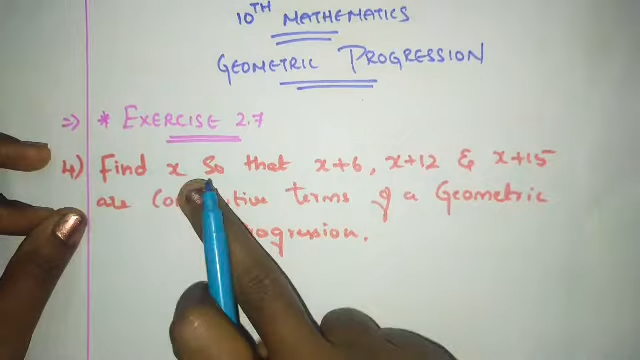 10TH MATHEMATICS
GEOMETRIC PROGRESSION
=> * EXERCISE 2.7
4) Find x so that x+6, x+12 & x+15
are terms of a Geometric